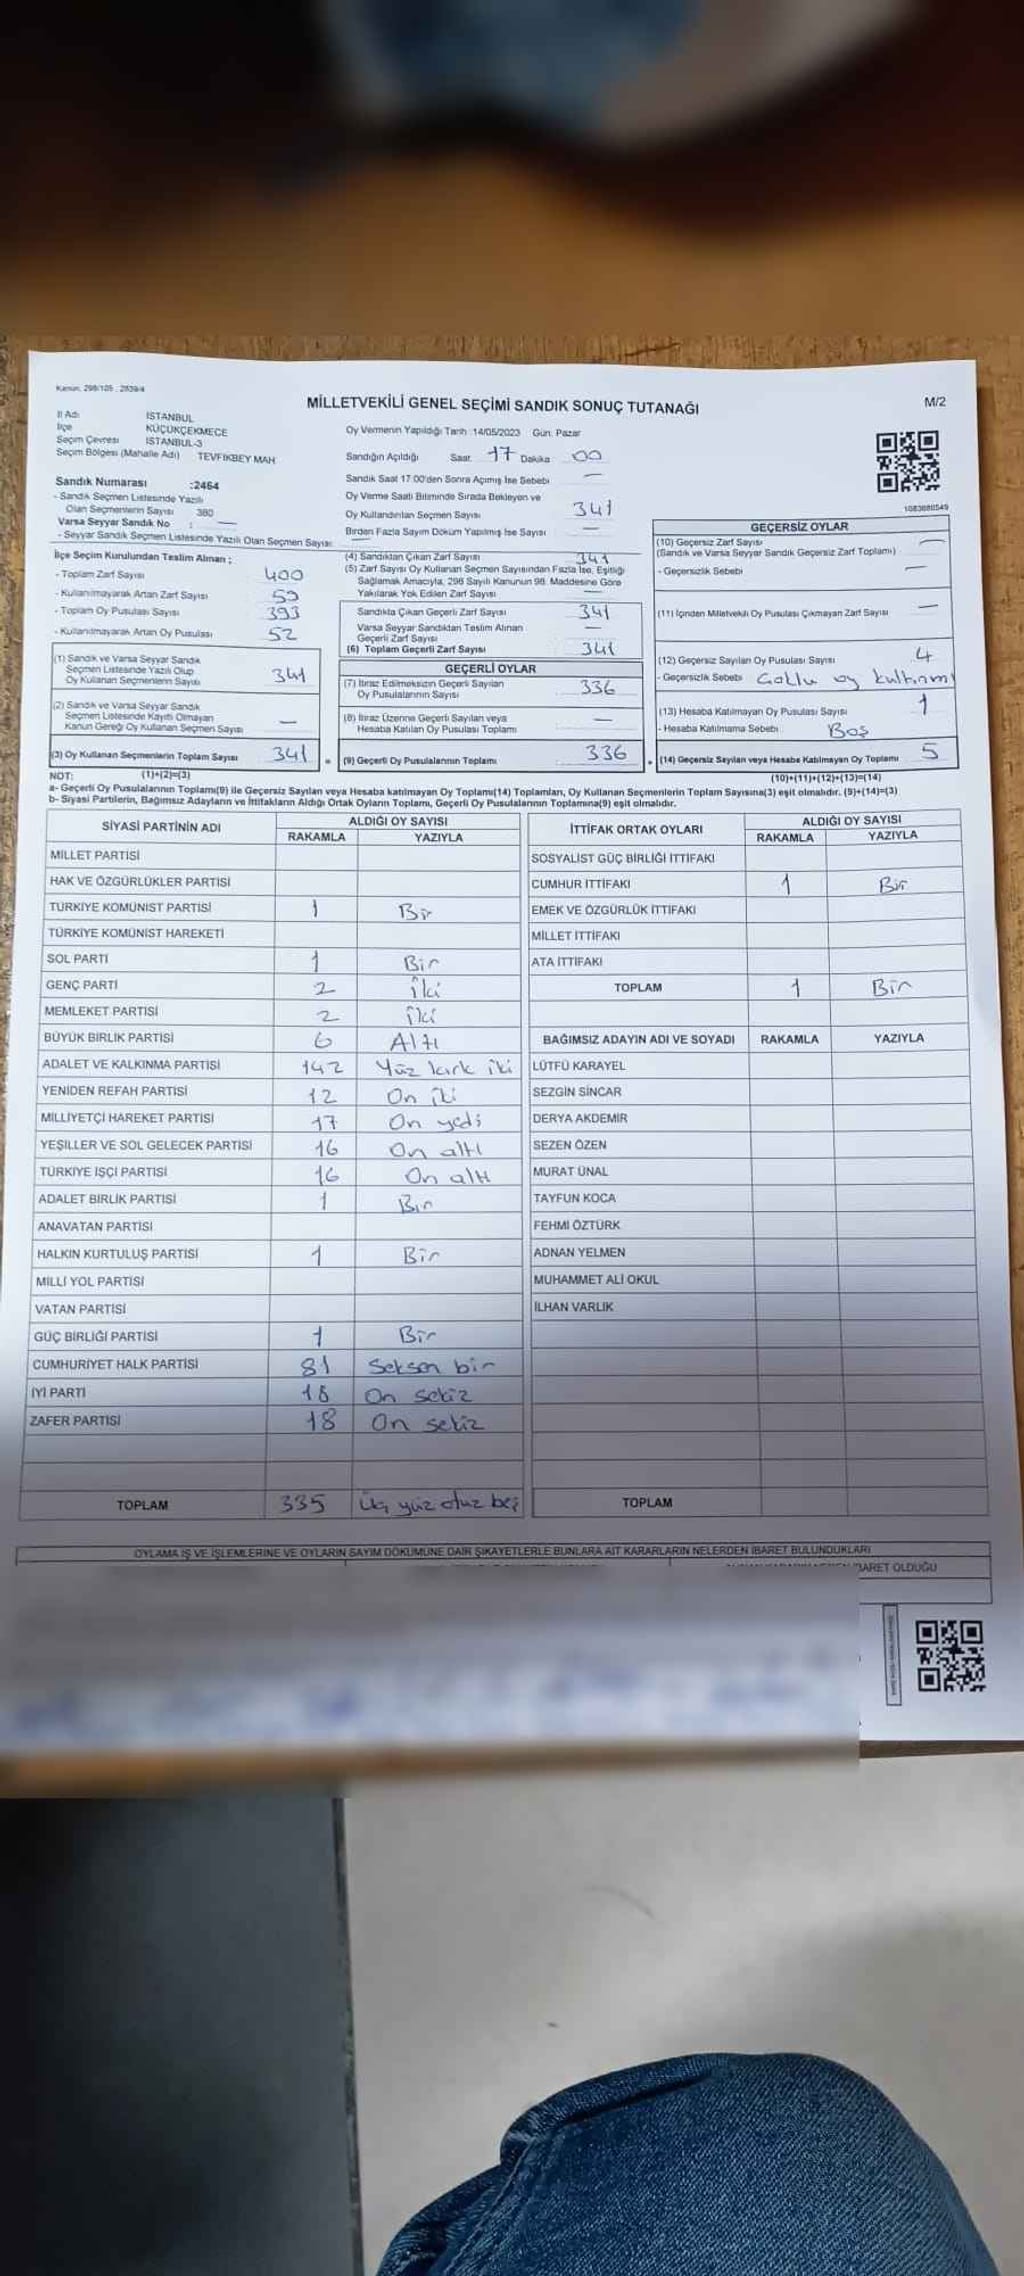 Kanun: 298/105 , 2839/4
MİLLETVEKİLİ GENEL SEÇİMİ SANDIK SONUÇ TUTANAĞI
M/2
İl Adı: İSTANBUL
İlçe KÜÇÜKÇEKMECE
Seçim Çevresi İSTANBUL-3
Seçim Bölgesi (Mahalle Adı) TEVFİKBEY MAH
Oy Vermenin Yapıldığı Tarih :14/05/2023 Gün: Pazar
Sandığın Açıldığı Saat: 17 Dakika 00
Sandık Saat 17:00'den Sonra Açılmış İse Sebebi —
Oy Verme Saati Bitiminde Sırada Bekleyen ve
Oy Kullandırılan Seçmen Sayısı 341
Birden Fazla Sayım Döküm Yapılmış İse Sayısı —
Sandık Numarası :2464
- Sandık Seçmen Listesinde Yazılı
Olan Seçmenlerin Sayısı 380
Varsa Seyyar Sandık No : —
- Seyyar Sandık Seçmen Listesinde Yazılı Olan Seçmen Sayısı: —
1083680549
İlçe Seçim Kurulundan Teslim Alınan ;
- Toplam Zarf Sayısı 400
- Kullanılmayarak Artan Zarf Sayısı 59
- Toplam Oy Pusulası Sayısı 393
- Kullanılmayarak Artan Oy Pusulası 52
(1) Sandık ve Varsa Seyyar Sandık
Seçmen Listesinde Yazılı Olup
Oy Kullanan Seçmenlerin Sayısı 341
(2) Sandık ve Varsa Seyyar Sandık
Seçmen Listesinde Kayıtlı Olmayan
Kanun Gereği Oy Kullanan Seçmen Sayısı —
(3) Oy Kullanan Seçmenlerin Toplam Sayısı 341
(4) Sandıktan Çıkan Zarf Sayısı 341
(5) Zarf Sayısı Oy Kullanan Seçmen Sayısından Fazla İse, Eşitliği
Sağlamak Amacıyla, 298 Sayılı Kanunun 98. Maddesine Göre
Yakılarak Yok Edilen Zarf Sayısı —
Sandıkta Çıkan Geçerli Zarf Sayısı 341
Varsa Seyyar Sandıktan Teslim Alınan
Geçerli Zarf Sayısı —
(6) Toplam Geçerli Zarf Sayısı 341
GEÇERLİ OYLAR
(7) İtiraz Edilmeksizin Geçerli Sayılan
Oy Pusulalarının Sayısı 336
(8) İtiraz Üzerine Geçerli Sayılan veya
Hesaba Katılan Oy Pusulası Toplamı —
= (9) Geçerli Oy Pusulalarının Toplamı 336
GEÇERSİZ OYLAR
(10) Geçersiz Zarf Sayısı —
(Sandık ve Varsa Seyyar Sandık Geçersiz Zarf Toplamı)
- Geçersizlik Sebebi —
(11) İçinden Milletvekili Oy Pusulası Çıkmayan Zarf Sayısı —
(12) Geçersiz Sayılan Oy Pusulası Sayısı 4
- Geçersizlik Sebebi Çoklu oy kullanımı
(13) Hesaba Katılmayan Oy Pusulası Sayısı 1
- Hesaba Katılmama Sebebi Boş
+ (14) Geçersiz Sayılan veya Hesaba Katılmayan Oy Toplamı 5
NOT: (1)+(2)=(3)
(10)+(11)+(12)+(13)=(14)
a- Geçerli Oy Pusulalarının Toplamı(9) ile Geçersiz Sayılan veya Hesaba katılmayan Oy Toplamı(14) Toplamları, Oy Kullanan Seçmenlerin Toplam Sayısına(3) eşit olmalıdır. (9)+(14)=(3)
b- Siyasi Partilerin, Bağımsız Adayların ve İttifakların Aldığı Ortak Oyların Toplamı, Geçerli Oy Pusulalarının Toplamına(9) eşit olmalıdır.
SİYASİ PARTİNİN ADI ALDIĞI OY SAYISI
RAKAMLA YAZIYLA
MİLLET PARTİSİ
HAK VE ÖZGÜRLÜKLER PARTİSİ
TÜRKİYE KOMÜNİST PARTİSİ 1 Bir
TÜRKİYE KOMÜNİST HAREKETİ
SOL PARTİ 1 Bir
GENÇ PARTİ 2 İki
MEMLEKET PARTİSİ 2 İki
BÜYÜK BİRLİK PARTİSİ 6 Altı
ADALET VE KALKINMA PARTİSİ 142 Yüz kırk iki
YENİDEN REFAH PARTİSİ 12 On iki
MİLLİYETÇİ HAREKET PARTİSİ 17 On yedi
YEŞİLLER VE SOL GELECEK PARTİSİ 16 On altı
TÜRKİYE İŞÇİ PARTİSİ 16 On altı
ADALET BİRLİK PARTİSİ 1 Bir
ANAVATAN PARTİSİ
HALKIN KURTULUŞ PARTİSİ 1 Bir
MİLLİ YOL PARTİSİ
VATAN PARTİSİ
GÜÇ BİRLİĞİ PARTİSİ 1 Bir
CUMHURİYET HALK PARTİSİ 81 Seksen bir
İYİ PARTİ 18 On sekiz
ZAFER PARTİSİ 18 On sekiz
TOPLAM 335 Üç yüz otuz beş
İTTİFAK ORTAK OYLARI ALDIĞI OY SAYISI
RAKAMLA YAZIYLA
SOSYALİST GÜÇ BİRLİĞİ İTTİFAKI
CUMHUR İTTİFAKI 1 Bir
EMEK VE ÖZGÜRLÜK İTTİFAKI
MİLLET İTTİFAKI
ATA İTTİFAKI
TOPLAM 1 Bir
BAĞIMSIZ ADAYIN ADI VE SOYADI RAKAMLA YAZIYLA
LÜTFÜ KARAYEL
SEZGİN SİNCAR
DERYA AKDEMİR
SEZEN ÖZEN
MURAT ÜNAL
TAYFUN KOCA
FEHMİ ÖZTÜRK
ADNAN YELMEN
MUHAMMET ALİ OKUL
İLHAN VARLIK
TOPLAM
OYLAMA İŞ VE İŞLEMLERİNE VE OYLARIN SAYIM DÖKÜMÜNE DAİR ŞİKAYETLERLE BUNLARA AİT KARARLARIN NELERDEN İBARET BULUNDUKLARI
İBARET OLDUĞU